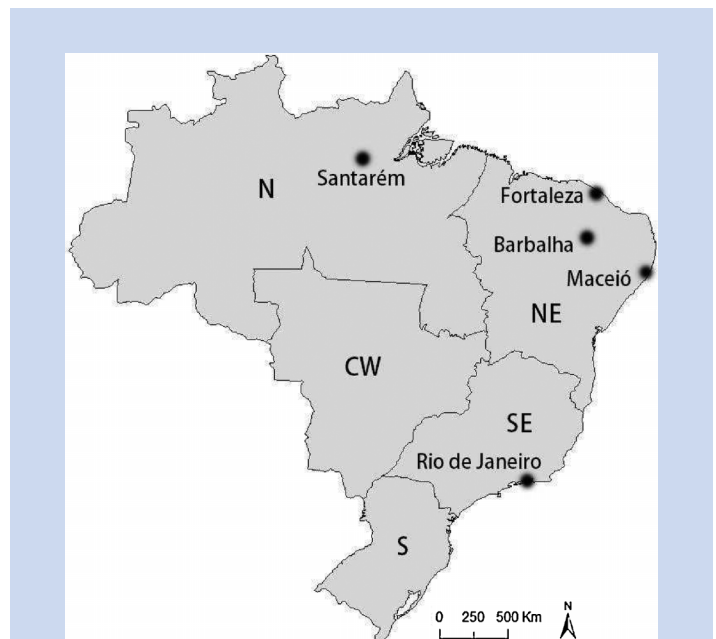 N
Santarém
Fortaleza
Barbalha
Maceió
NE
CW
SE
Rio de Janeiro
S
0 250 500 Km
N